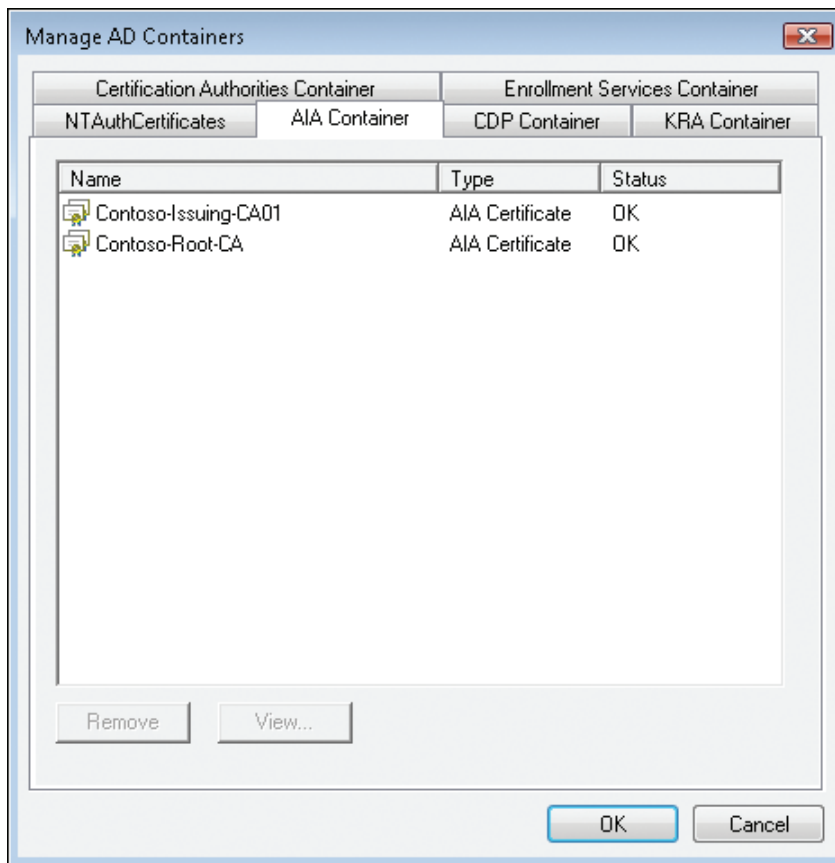 Manage AD Containers
Certification Authorities Container Enrollment Services Container
NTAuthCertificates AIA Container CDP Container KRA Container
Name Type Status
Contoso-Issuing-CA01 AIA Certificate OK
Contoso-Root-CA AIA Certificate OK
Remove View...
OK Cancel